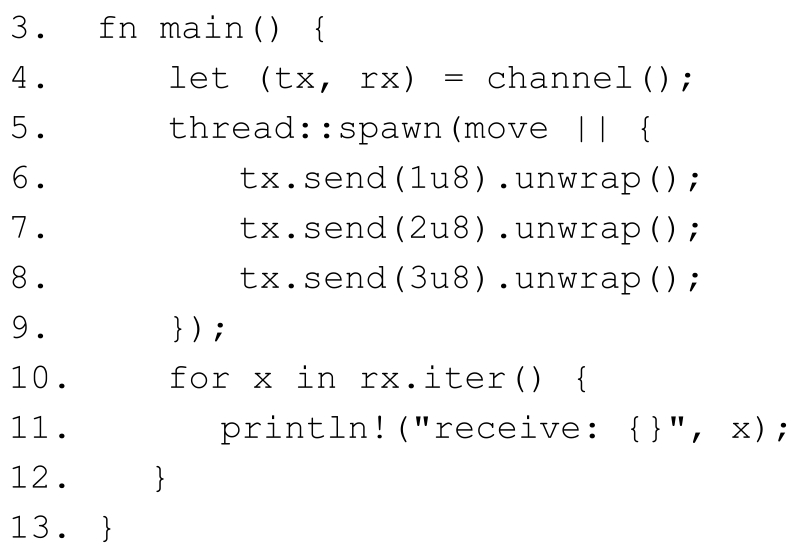 3. fn main() {
4. let (tx, rx) = channel();
5. thread::spawn(move || {
6. tx.send(1u8).unwrap();
7. tx.send(2u8).unwrap();
8. tx.send(3u8).unwrap();
9. });
10. for x in rx.iter() {
11. println!("receive: {}", x);
12. }
13. }